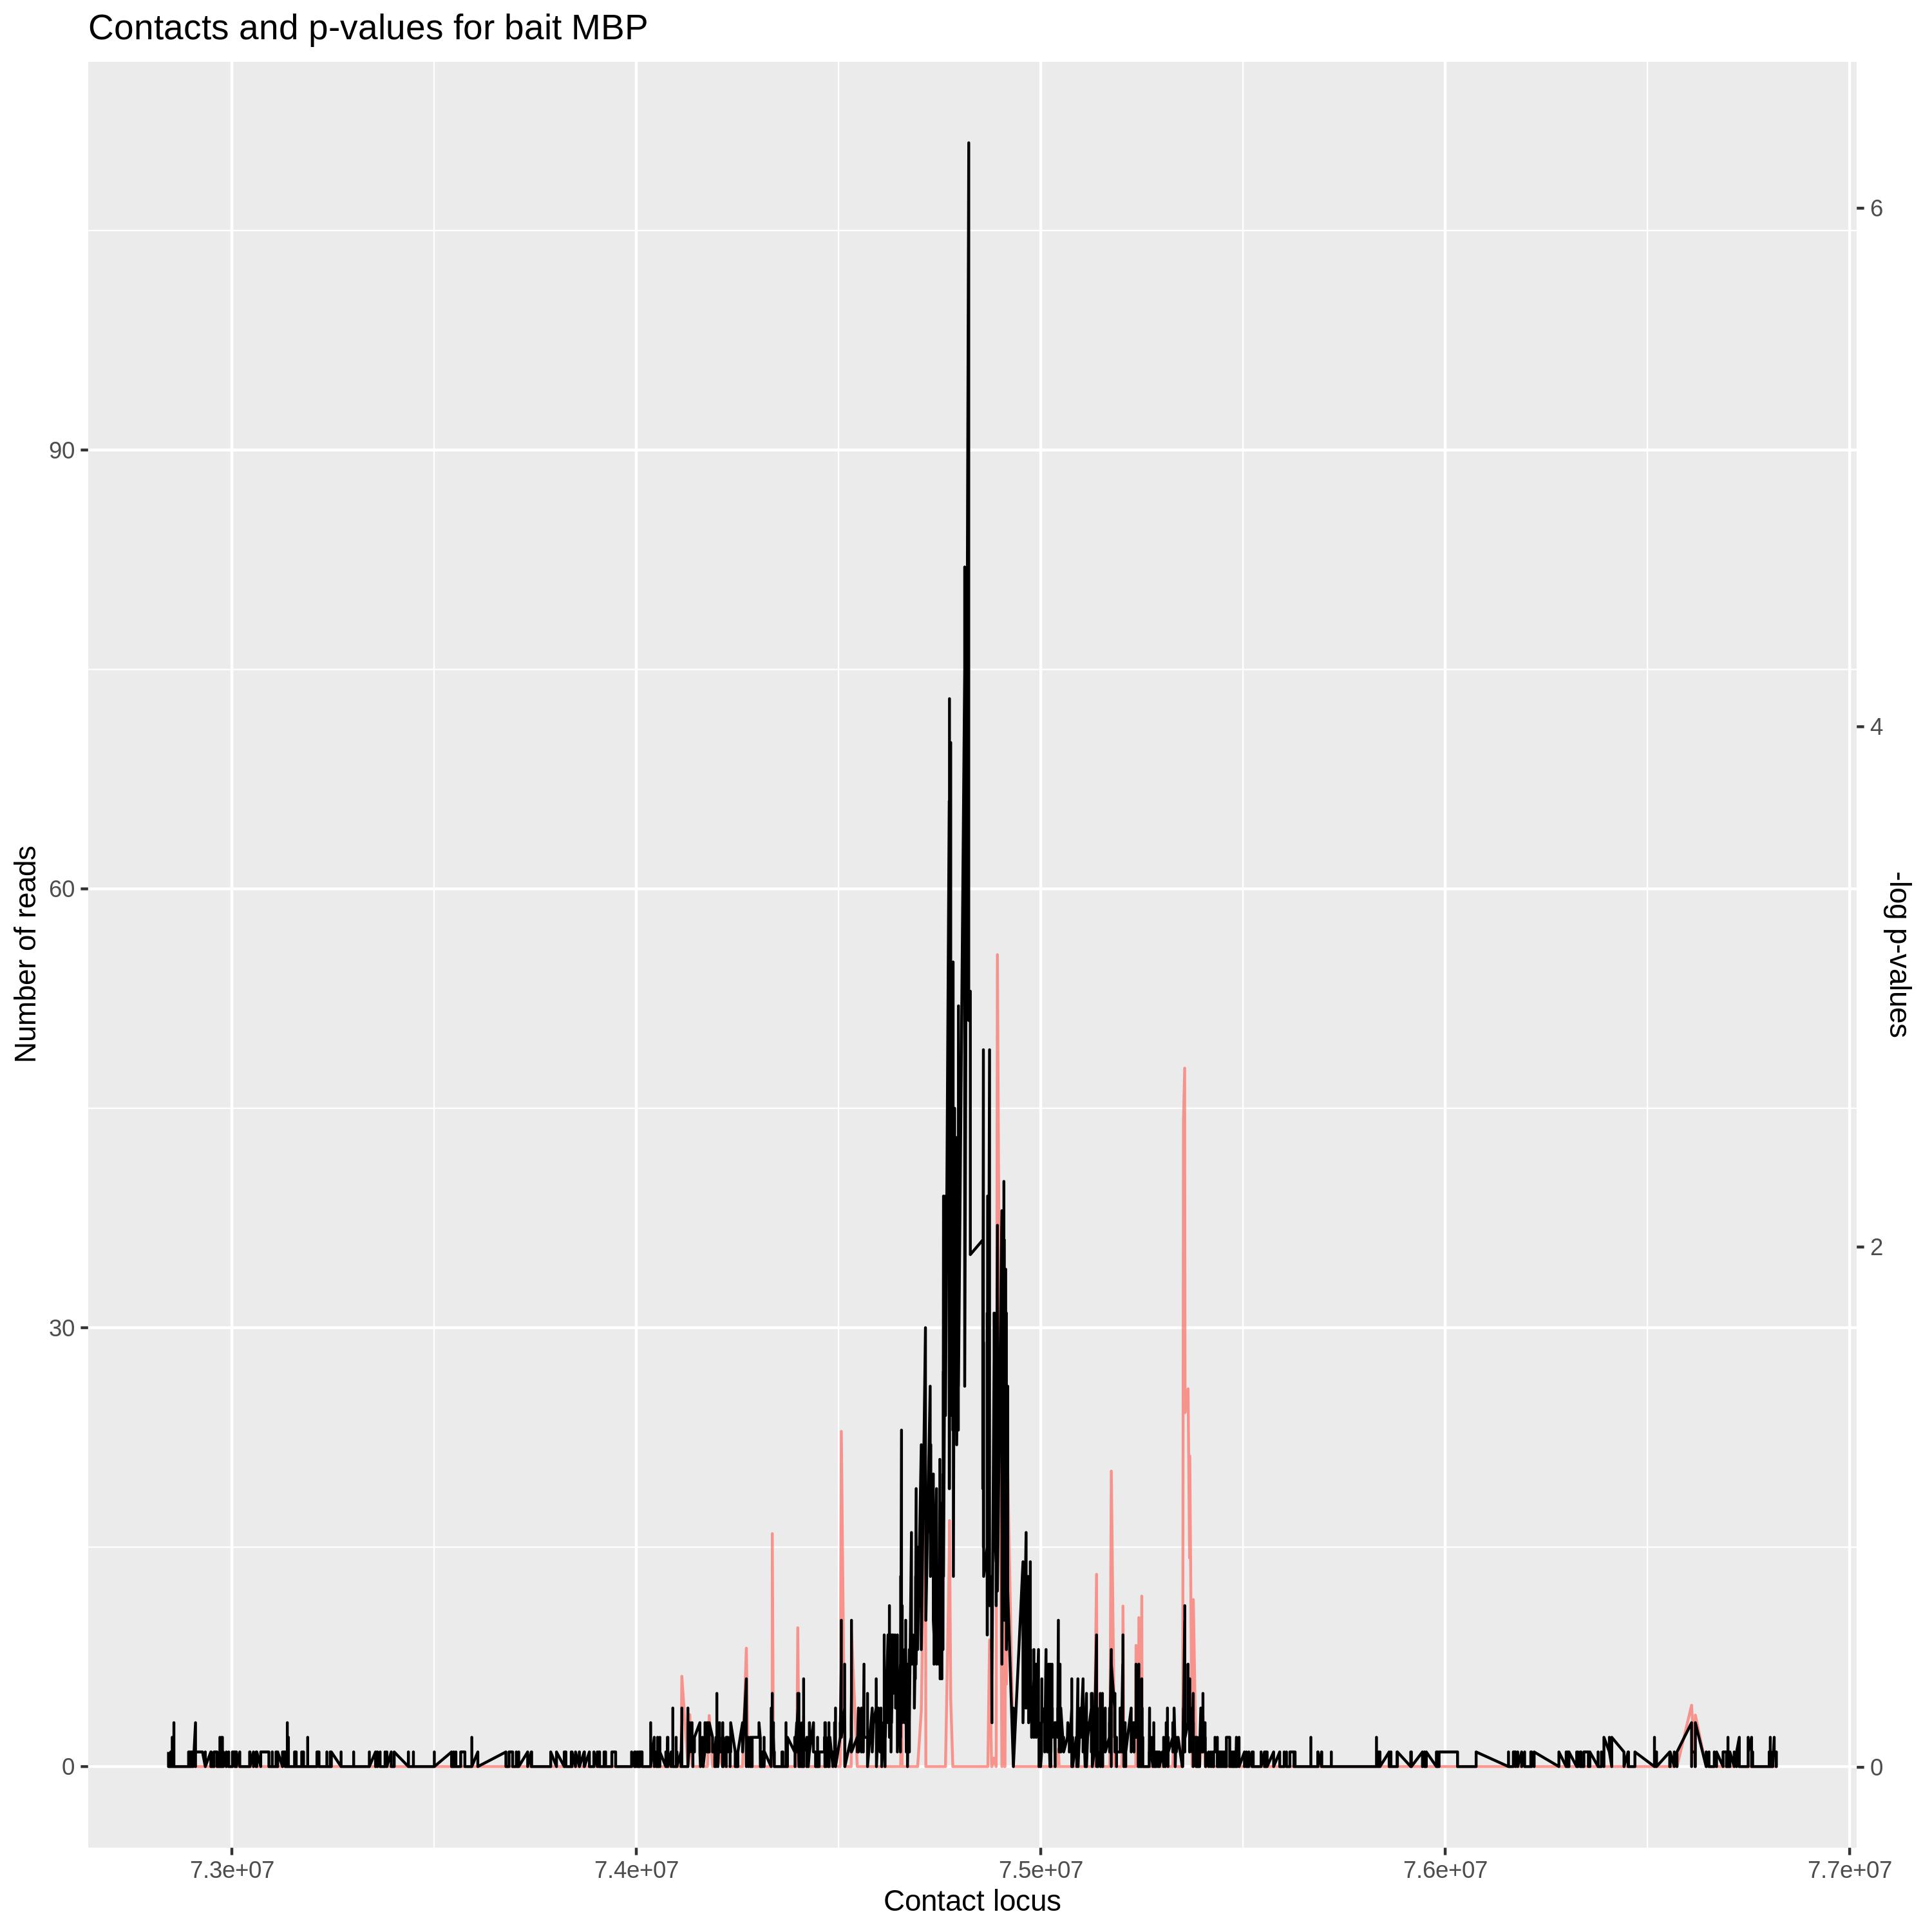 Contacts and p-values for bait MBP
Number of reads
90
60
30
0
6
4
2
0
-log p-values
7.3e+07 7.4e+07 7.5e+07 7.6e+07 7.7e+07
Contact locus